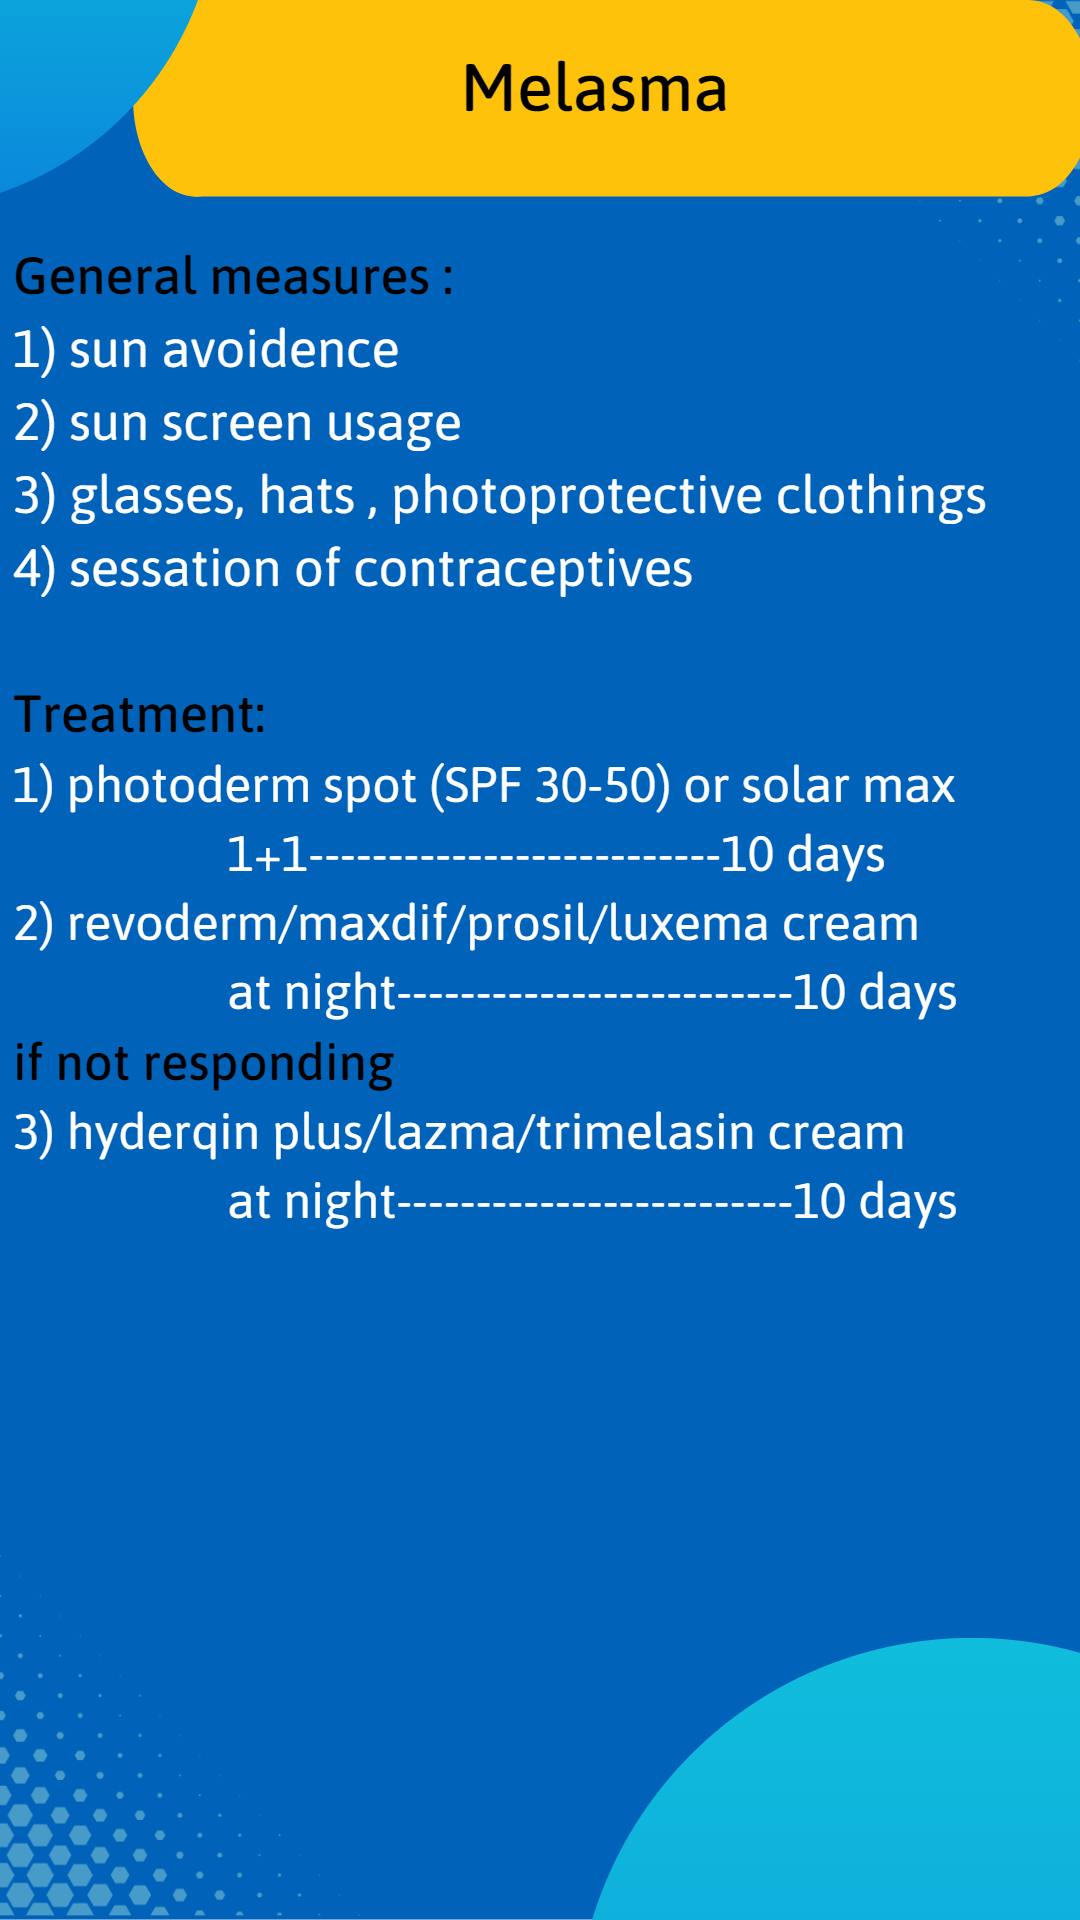 Melasma
General measures :
1) sun avoidence
2) sun screen usage
3) glasses, hats , photoprotective clothings
4) sessation of contraceptives
Treatment:
1) photoderm spot (SPF 30-50) or solar max
1+1--------------------------10 days
2) revoderm/maxdif/prosil/luxema cream
at night-------------------------10 days
if not responding
3) hyderqin plus/lazma/trimelasin cream
at night-------------------------10 days